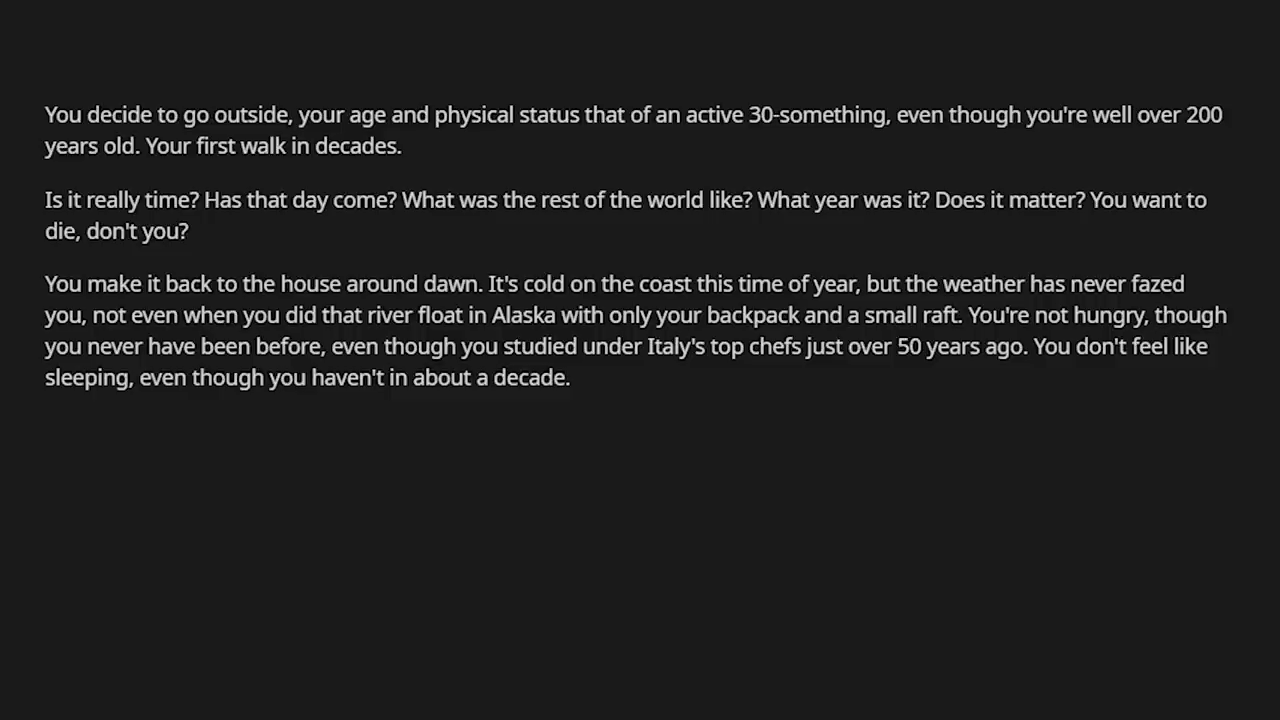 You decide to go outside, your age and physical status that of an active 30-something, even though you're well over 200
years old. Your first walk in decades.
Is it really time? Has that day come? What was the rest of the world like? What year was it? Does it matter? You want to
die, don't you?
You make it back to the house around dawn. It's cold on the coast this time of year, but the weather has never fazed
you, not even when you did that river float in Alaska with only your backpack and a small raft. You're not hungry, though
you never have been before, even though you studied under Italy's top chefs just over 50 years ago. You don't feel like
sleeping, even though you haven't in about a decade.